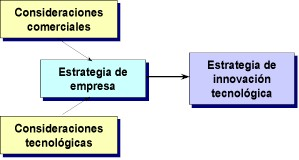 Consideraciones
comerciales
Estrategia de
empresa
Estrategia de
innovación
tecnológica
Consideraciones
tecnológicas